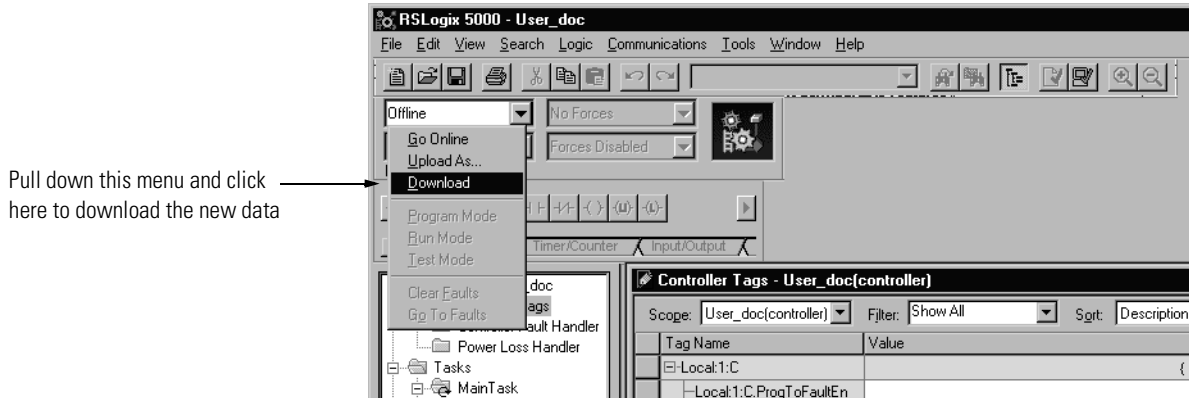 RSLogix 5000 - User_doc
File Edit View Search Logic Communications Tools Window Help
Offline
No Forces
Go Online
Forces Disabled
Upload As...
Pull down this menu and click
here to download the new data
Download
Program Mode
Run Mode
Timer/Counter Input/Output
Test Mode
Clear Faults
Go To Faults
_doc
ags
ault Handler
Power Loss Handler
Tasks
MainTask
Controller Tags - User_doc(controller)
Scope: User_doc(controller) Filter: Show All Sort: Description
Tag Name Value
Local:1:C {
Local:1:C.ProgToFaultEn